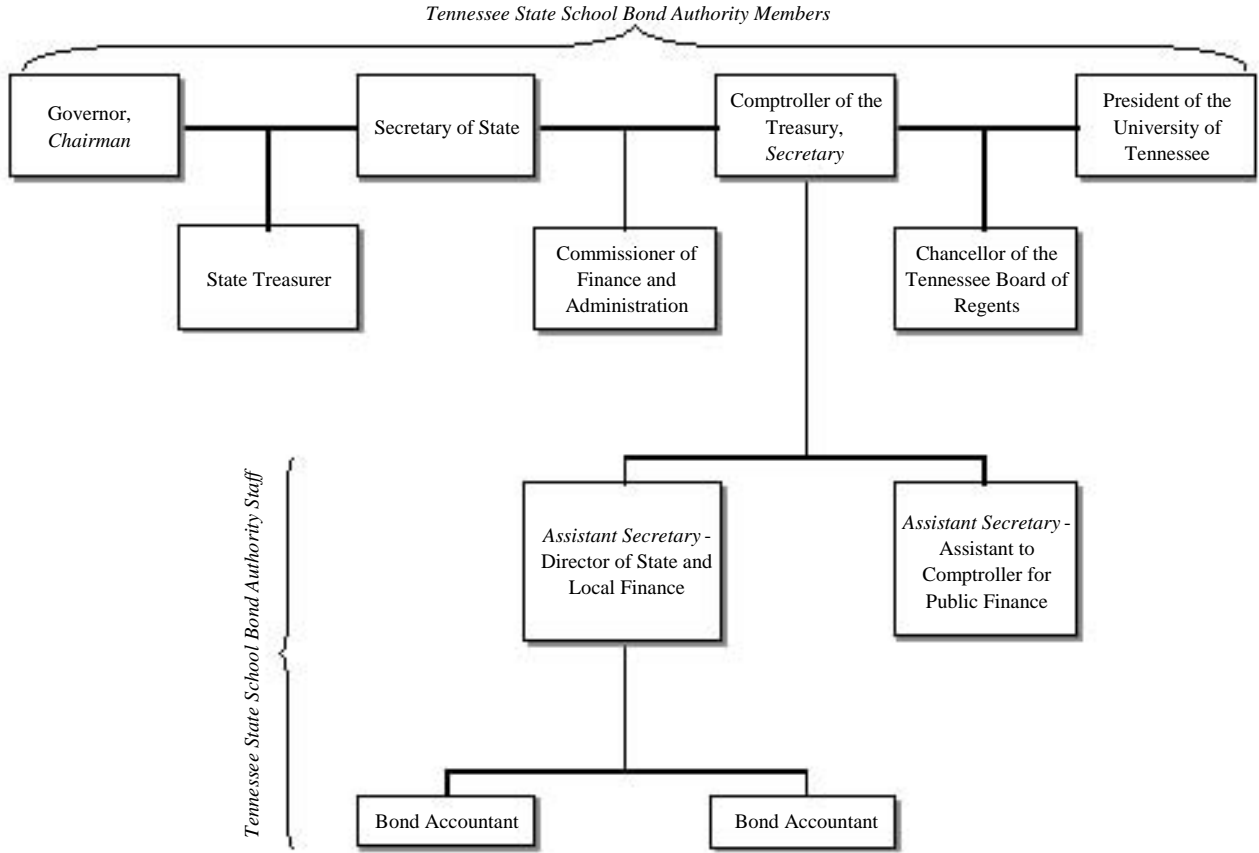 Tennessee State School Bond Authority Members
Governor,
Chairman
Secretary of State
Comptroller of the
Treasury,
Secretary
President of the
University of
Tennessee
State Treasurer
Commissioner of
Finance and
Administration
Chancellor of the
Tennessee Board of
Regents
Tennessee State School Bond Authority Staff
Assistant Secretary -
Director of State and
Local Finance
Assistant Secretary -
Assistant to
Comptroller for
Public Finance
Bond Accountant
Bond Accountant